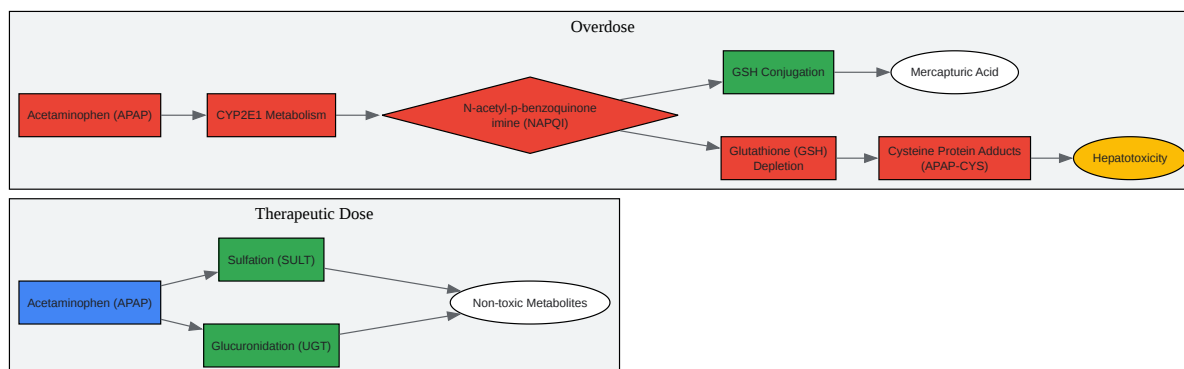 Overdose
Acetaminophen (APAP)
CYP2E1 Metabolism
N-acetyl-p-benzoquinone
imine (NAPQI)
GSH Conjugation
Mercapturic Acid
Glutathione (GSH)
Depletion
Cysteine Protein Adducts
(APAP-CYS)
Hepatotoxicity
Therapeutic Dose
Acetaminophen (APAP)
Sulfation (SULT)
Glucuronidation (UGT)
Non-toxic Metabolites